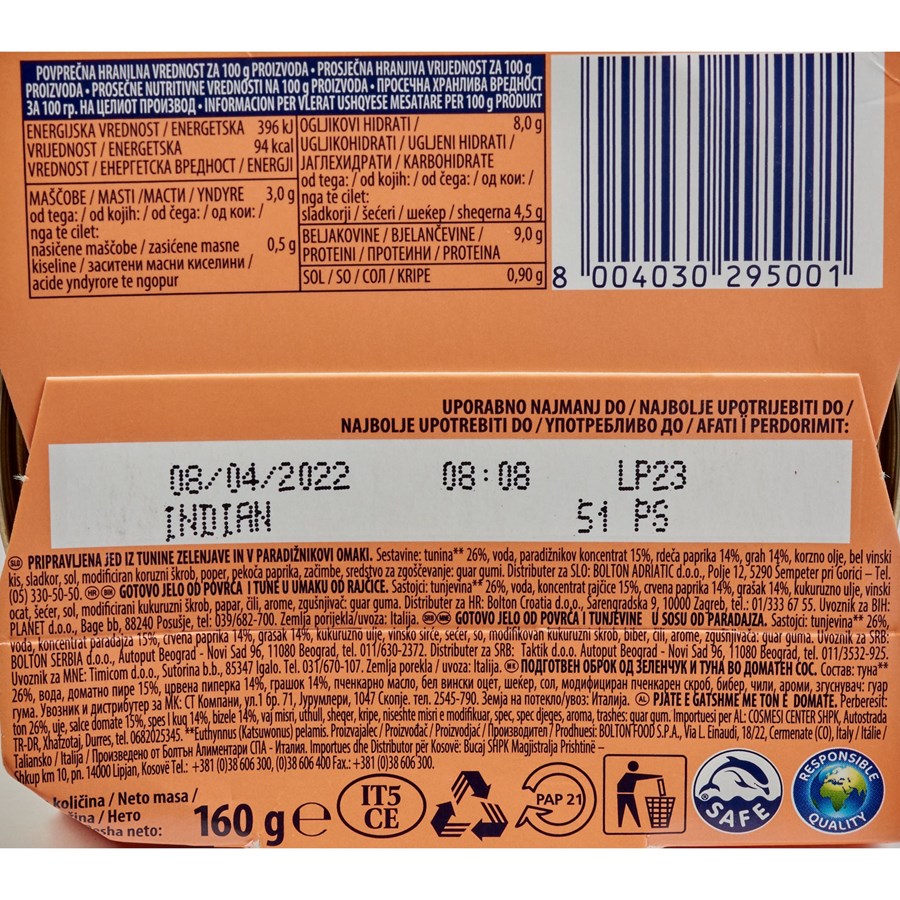 POVPREČNA HRANILNA VREDNOST ZA 100 g PROIZVODA • PROSJEČNA HRANJIVA VRIJEDNOST ZA 100 g
PROIZVODA • PROSEČNE NUTRITIVNE VREDNOSTI NA 100 g PROIZVODA • ПРОСЕЧНА ХРАНЛИВА ВРЕДНОСТ
ЗА 100 гр. НА ЦЕЛИОТ ПРОИЗВОД • INFORMACION PER VLERAT USHQYESE MESATARE PER 100 g PRODUKT
ENERGIJSKA VREDNOST / ENERGETSKA 396 kJ
VRIJEDNOST / ENERGETSKA 94 kcal
VREDNOST / ЕНЕРГЕТСКА ВРЕДНОСТ / ENERGJI
MAŠČOBE / MASTI /МАСТИ / YNDYRE 3,0 g
od tega: / od kojih: / od čega: / од кои: /
nga të cilet:
nasičene maščobe / zasićene masne 0,5 g
kiseline / заситени масни киселини /
acide yndyrore te ngopur
OGLJIKOVI HIDRATI / 8,0 g
UGLJIKOHIDRATI / UGLJENI HIDRATI /
ЈАГЛЕХИДРАТИ / KARBOHIDRATE
od tega: / od kojih: / od čega: / од кои: /
nga të cilet:
sladkorji / šećeri / шеќер / sheqerna 4,5 g
BELJAKOVINE / BJELANČEVINE / 9,0 g
PROTEINI / ПРОТЕИНИ / PROTEINA
SOL / SO / СОЛ / KRIPE 0,90 g
8 004030 295001
UPORABNO NAJMANJ DO / NAJBOLJE UPOTRIJEBITI DO /
NAJBOLJE UPOTREBITI DO / УПОТРЕБЛИВО ДО / AFATI I PERDORIMIT:
08/04/2022 08:08 LP23
INDIAN S1 PS
SLO PRIPRAVLJENA JED IZ TUNINE ZELENJAVE IN V PARADIŽNIKOVI OMAKI. Sestavine: tunina** 26%, voda, paradižnikov koncentrat 15%, rdeča paprika 14%, grah 14%, korzno olje, bel vinski
kis, sladkor, sol, modificiran koruzni škrob, poper, pekoča paprika, začimbe, sredstvo za zgoščevanje: guar gumi. Distributer za SLO: BOLTON ADRIATIC d.o.o., Polje 12, 5290 Šempeter pri Gorici – Tel.
(05) 330-50-50. HR BIH GOTOVO JELO OD POVRĆA I TUNE U UMAKU OD RAJČICE. Sastojci: tunjevina** 26%, voda, koncentrat rajčice 15%, crvena paprika 14%, grašak 14%, kukuruzno ulje, vinski
ocat, šećer, sol, modificirani kukuruzni škrob, papar, čili, arome, zgušnjivač: guar guma. Distributer za HR: Bolton Croatia d.o.o., Šarengradska 9, 10000 Zagreb, tel.: 01/333 67 55. Uvoznik za BIH:
PLANET d.o.o., Bage bb, 88240 Posušje, tel: 039/682-700. Zemlja porijekla/uvoza: Italija. GOTOVO JELO OD POVRĆA I TUNJEVINE U SOSU OD PARADAJZA. Sastojci: tunjevina** 26%,
voda, koncentrat paradajza 15%, crvena paprika 14%, grašak 14%, kukuruzno ulje, vinsko sirće, šećer, so, modifikovan kukuruzni skrob, biber, čili, arome, zgušnjivača: guar guma. Uvoznik za SRB:
BOLTON SERBIA d.o.o., Autoput Beograd - Novi Sad 96, 11080 Beograd, tel. 011/630-2372. Distributer za SRB: Taktik d.o.o. Autoput Beograd - Novi Sad 96, 11080 Beograd, tel. 011/3532-925.
Uvoznik za MNE: Timicom d.o.o., Sutorina b.b., 85347 Igalo. Tel. 031/670-107. Zemlja porekla / uvoza: Italija. MK ПОДГОТВЕН ОБРОК ОД ЗЕЛЕНЧУК И ТУНА ВО ДОМАТЕН СОС. Состав: туна**
26%, вода, доматно пире 15%, црвена пиперка 14%, грашок 14%, пченкарно масло, бел вински оцет, шеќер, сол, модифициран пченкарен скроб, бибер, чили, ароми, згуснувач: гуар
гума. Увозник и дистрибутер за МК: СТ Компани, ул.1 бр. 71, Јурумлери, 1047 Скопје. тел. 2545-790. Земја на потекло/увоз: Италија. AL PJATE E GATSHME ME TON E DOMATE. Perberesit:
ton 26%, uje, salce domate 15%, spes I kuq 14%, bizele 14%, vaj misri, uthull, sheqer, kripe, niseshte misri e modifikuar, spec, spec djeges, aroma, trashes: guar gum. Importuesi per AL: COSMESI CENTER SHPK, Autostrada
TR-DR, Xhafzotaj, Durres, tel. 0682025345. **Euthynnus (Katsuwonus) pelamis. Proizvajalec / Proizvođač / Proizvodjač / Производител / Prodhuesi: BOLTON FOOD S.P.A., Via L. Einaudi, 18/22, Cermenate (CO), Italy / Itálie /
Taliansko / Italija / Произведено от Болтън Алиментари СПА - Италия. Importues dhe Distributor për Kosovë: Bucaj SHPK Magjistralja Prishtinë –
Shkup km 10, pn. 14000 Lipjan, Kosovë Tel.: +381 (0)38 606 300, (0)38 606 400 Fax.: +381 (0)38 606 300.
količina / Neto masa /
/ Нето
neto:
160 g e
IT5
CE
PAP 21
SAFE
RESPONSIBLE
QUALITY